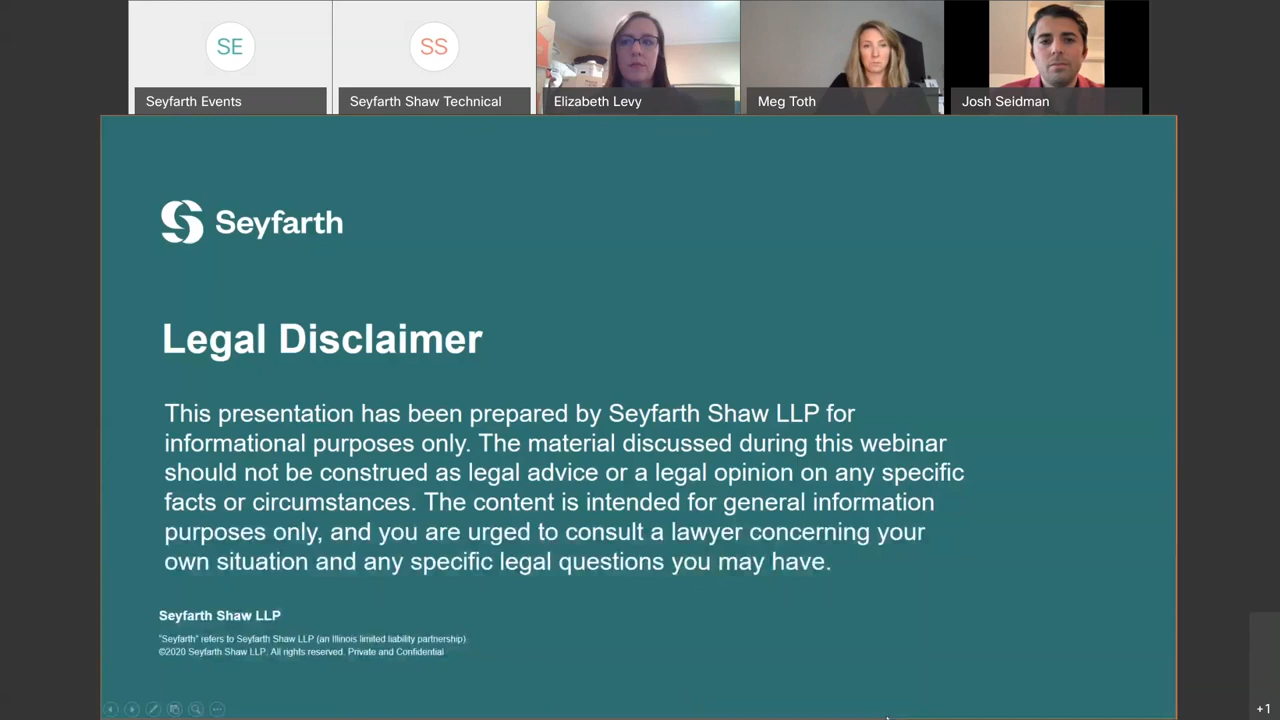 SE
SS
Seyfarth Events
Seyfarth Shaw Technical
Elizabeth Levy
Meg Toth
Josh Seidman
Seyfarth
Legal Disclaimer
This presentation has been prepared by Seyfarth Shaw LLP for
informational purposes only. The material discussed during this webinar
should not be construed as legal advice or a legal opinion on any specific
facts or circumstances. The content is intended for general information
purposes only, and you are urged to consult a lawyer concerning your
own situation and any specific legal questions you may have.
Seyfarth Shaw LLP
"Seyfarth" refers to Seyfarth Shaw LLP (an Illinois limited liability partnership).
©2020 Seyfarth Shaw LLP. All rights reserved. Private and Confidential
+1